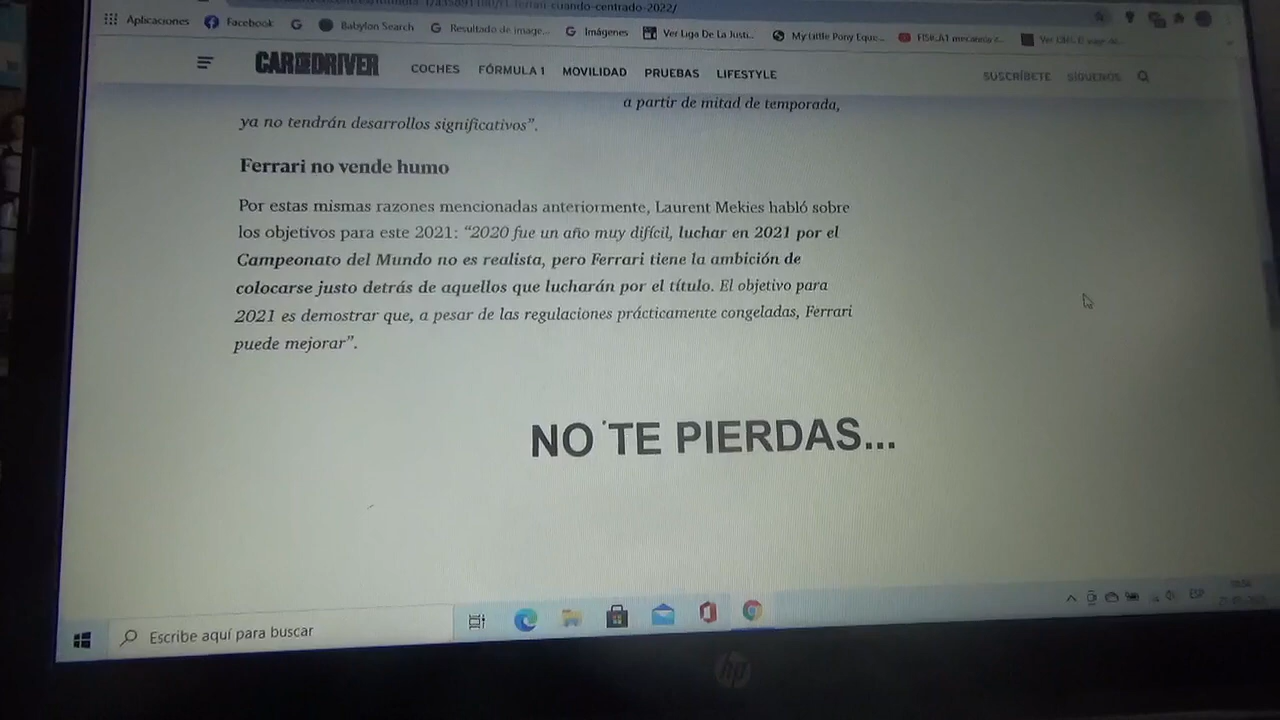 cuando-centrado-2022/
Aplicaciones Facebook Babylon Search Resultado de image... Imágenes Ver Liga De La Justi... My Little Pony Eque...
CAR AND DRIVER COCHES FÓRMULA 1 MOVILIDAD PRUEBAS LIFESTYLE SUSCRÍBETE SÍGUENOS
a partir de mitad de temporada,
ya no tendrán desarrollos significativos”.
Ferrari no vende humo
Por estas mismas razones mencionadas anteriormente, Laurent Mekies habló sobre
los objetivos para este 2021: “2020 fue un año muy difícil, luchar en 2021 por el
Campeonato del Mundo no es realista, pero Ferrari tiene la ambición de
colocarse justo detrás de aquellos que lucharán por el título. El objetivo para
2021 es demostrar que, a pesar de las regulaciones prácticamente congeladas, Ferrari
puede mejorar”.
NO TE PIERDAS...
Escribe aquí para buscar
ESP
hp